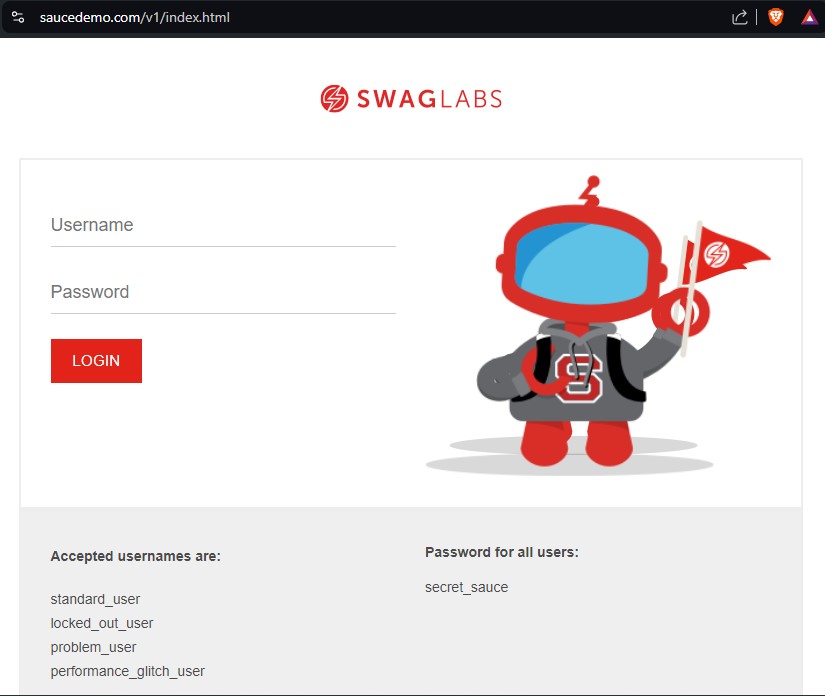 saucedemo.com/v1/index.html
SWAGLABS
Username
Password
LOGIN
S
Accepted usernames are:
standard_user
locked_out_user
problem_user
performance_glitch_user
Password for all users:
secret_sauce